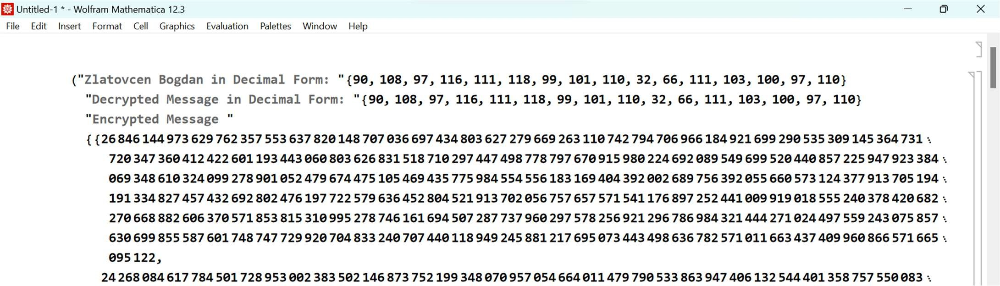 Untitled-1 * - Wolfram Mathematica 12.3
File Edit Insert Format Cell Graphics Evaluation Palettes Window Help
("Zlatovcen Bogdan in Decimal Form: "{90, 108, 97, 116, 111, 118, 99, 101, 110, 32, 66, 111, 103, 100, 97, 110}
"Decrypted Message in Decimal Form: "{90, 108, 97, 116, 111, 118, 99, 101, 110, 32, 66, 111, 103, 100, 97, 110}
"Encrypted Message "
{{26 846 144 973 629 762 357 553 637 820 148 707 036 697 434 803 627 279 669 263 110 742 794 706 966 184 921 699 290 535 309 145 364 731 ⋱
720 347 360 412 422 601 193 443 060 803 626 831 518 710 297 447 498 778 797 670 915 980 224 692 089 549 699 520 440 857 225 947 923 384 ⋱
069 348 610 324 099 278 901 052 479 674 475 105 469 435 775 984 554 556 183 169 404 392 002 689 756 392 055 660 573 124 377 913 705 194 ⋱
191 334 827 457 432 692 802 476 197 722 579 636 452 804 521 913 702 056 757 657 571 541 176 897 252 441 009 919 018 555 240 378 420 682 ⋱
270 668 882 606 370 571 853 815 310 995 278 746 161 694 507 287 737 960 297 578 256 921 296 786 984 321 444 271 024 497 559 243 075 857 ⋱
630 699 855 587 601 748 747 729 920 704 833 240 707 440 118 949 245 881 217 695 073 443 498 636 782 571 011 663 437 409 960 866 571 665 ⋱
095 122,
24 268 084 617 784 501 728 953 002 383 502 146 873 752 199 348 070 957 054 664 011 479 790 533 863 947 406 132 544 401 358 757 550 083 ⋱